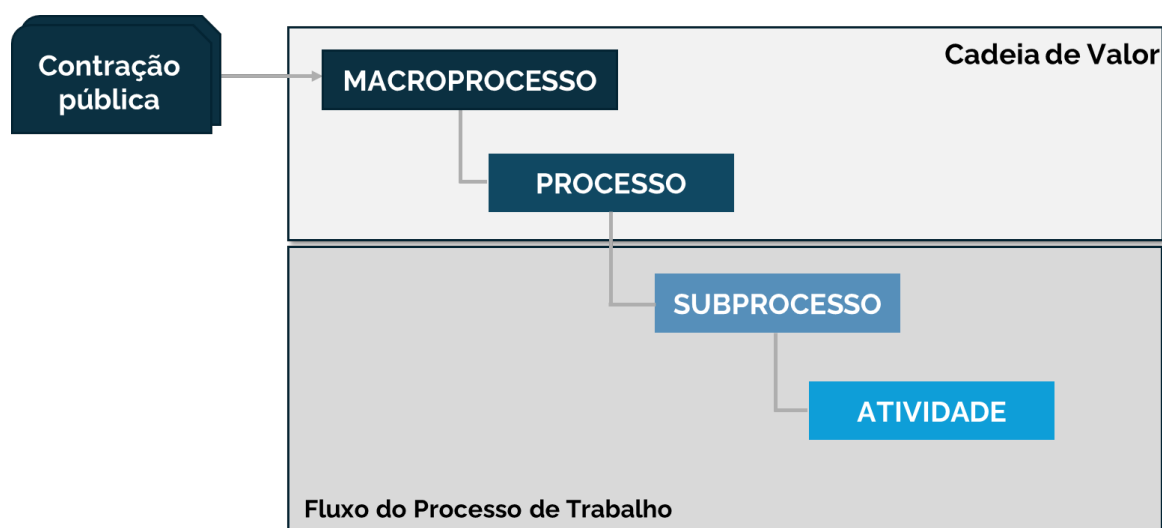 Contração
pública
Cadeia de Valor
MACROPROCESSO
PROCESSO
SUBPROCESSO
ATIVIDADE
Fluxo do Processo de Trabalho